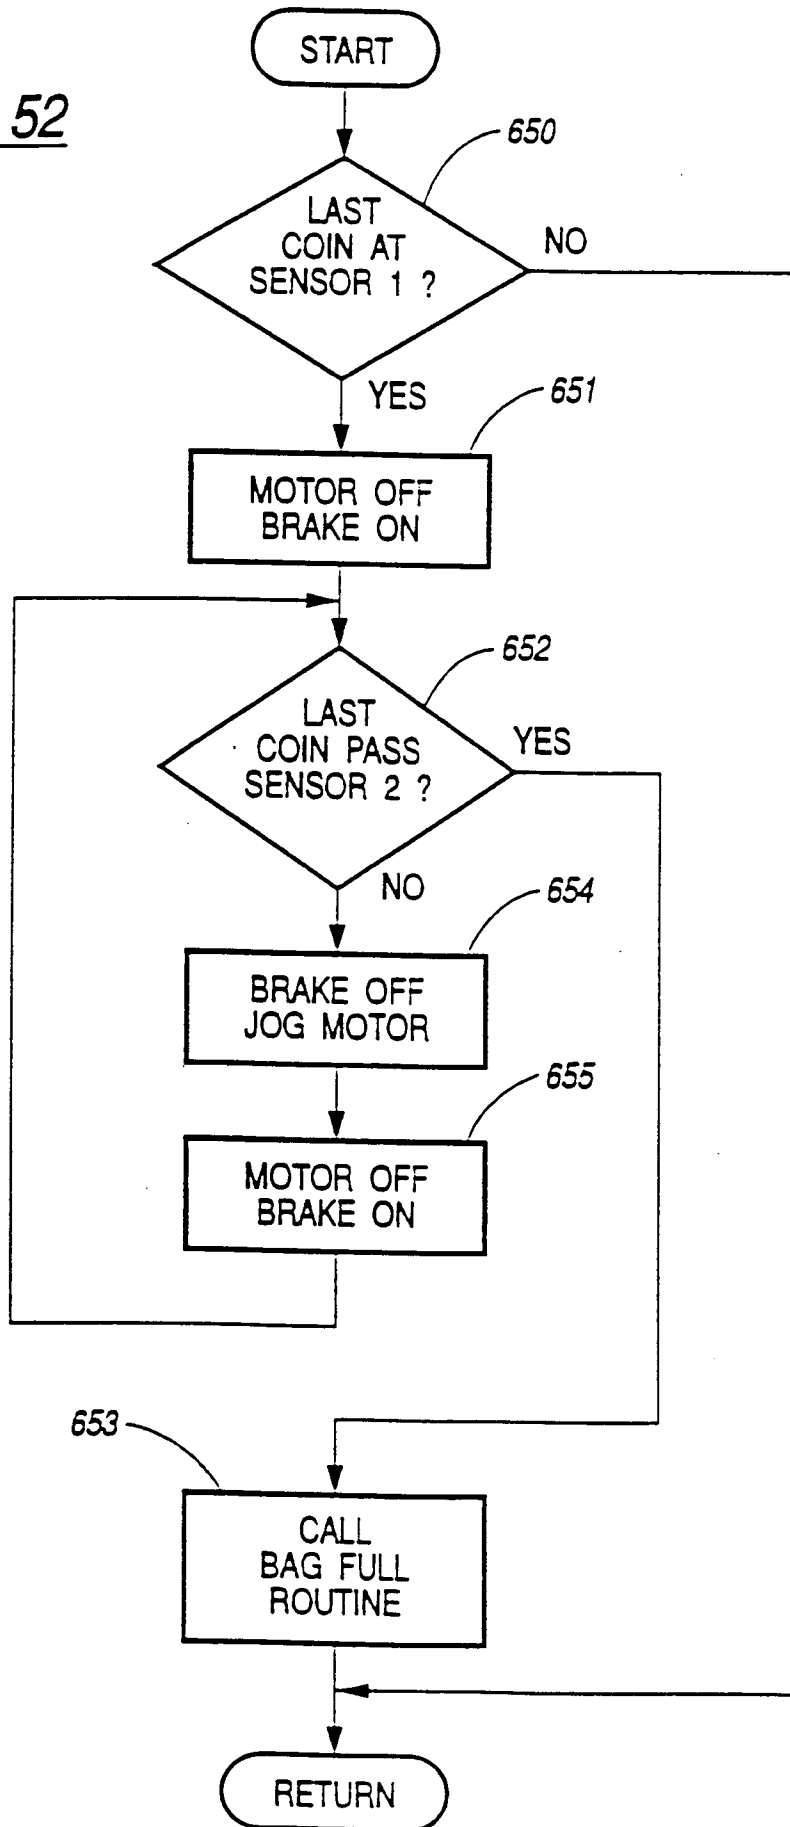 START
52
650
LAST
COIN AT
SENSOR 1 ?
NO
YES
651
MOTOR OFF
BRAKE ON
652
LAST
COIN PASS
SENSOR 2 ?
YES
NO
654
BRAKE OFF
JOG MOTOR
655
MOTOR OFF
BRAKE ON
653
CALL
BAG FULL
ROUTINE
RETURN